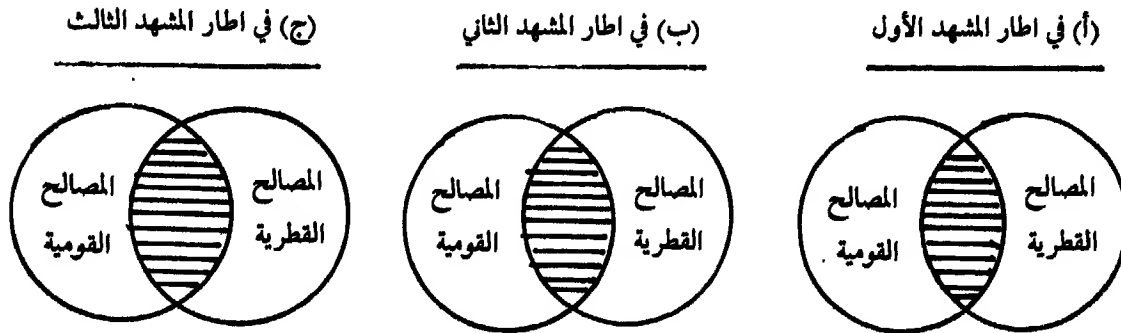 (أ) في اطار المشهد الأول
(ب) في اطار المشهد الثاني
(ج) في اطار المشهد الثالث
المصالح
القطرية
المصالح
القومية
المصالح
القطرية
المصالح
القومية
المصالح
القطرية
المصالح
القومية